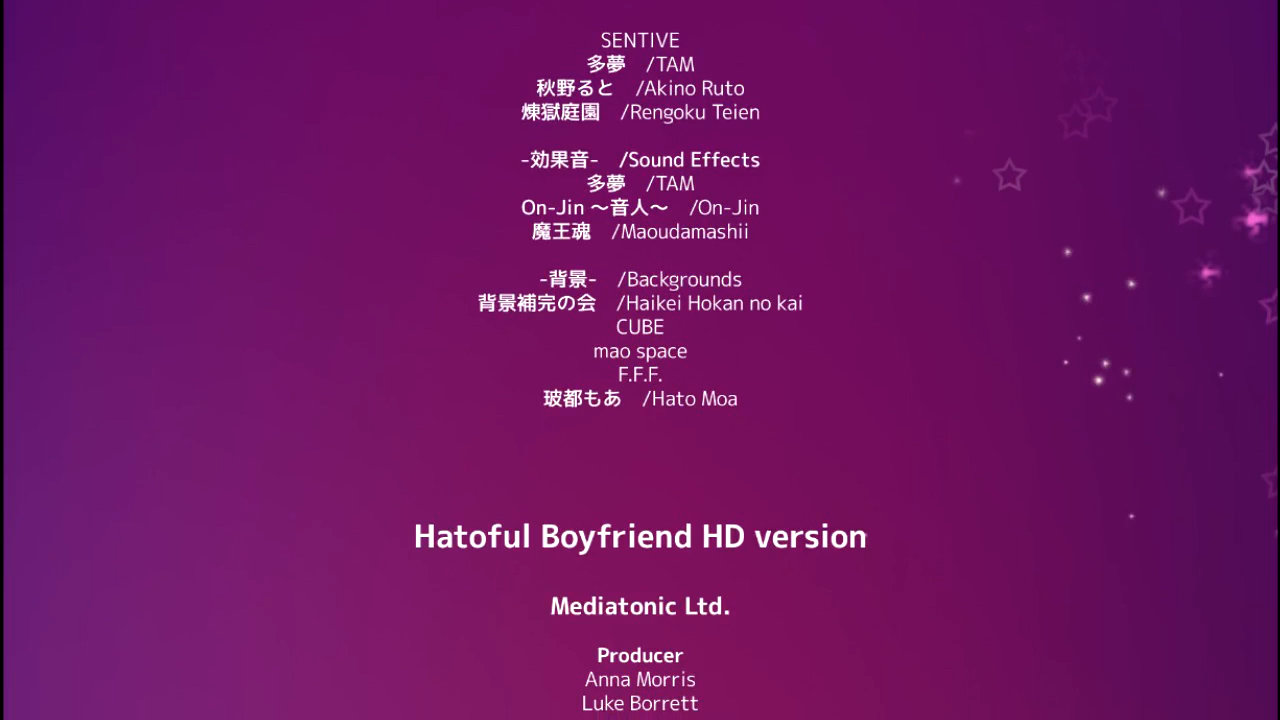 SENTIVE
多夢　/TAM
秋野ると　/Akino Ruto
煉獄庭園　/Rengoku Teien
-効果音-　/Sound Effects
多夢　/TAM
On-Jin ～音人～　/On-Jin
魔王魂　/Maoudamashii
-背景-　/Backgrounds
背景補完の会　/Haikei Hokan no kai
CUBE
mao space
F.F.F.
玻都もあ　/Hato Moa
Hatoful Boyfriend HD version
Mediatonic Ltd.
Producer
Anna Morris
Luke Borrett